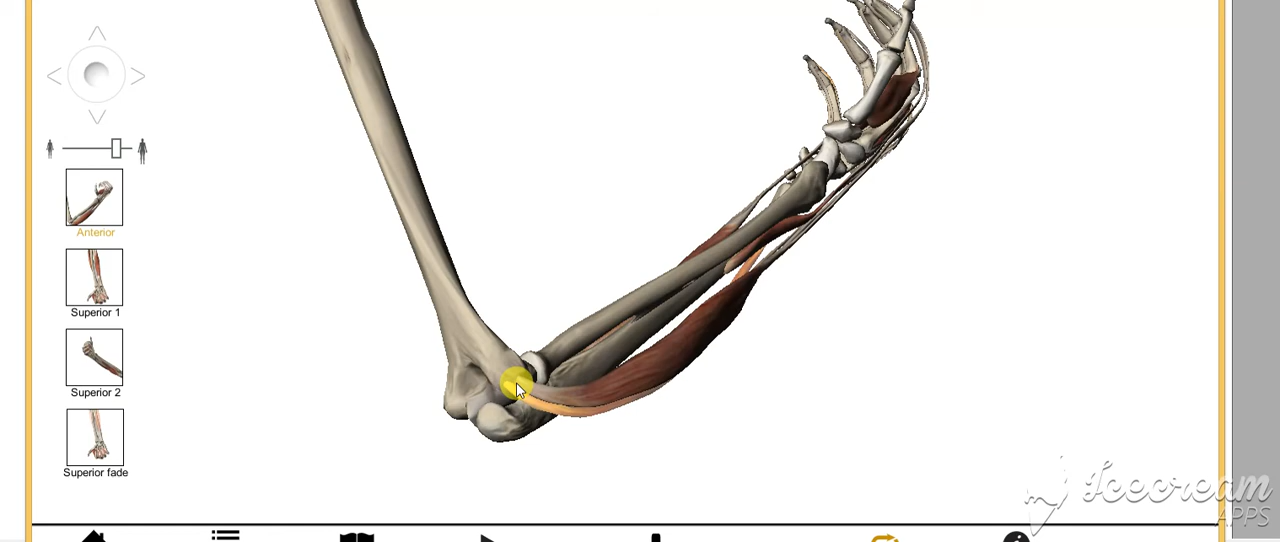 Anterior
Superior 1
Superior 2
Superior fade
Icecream
APPS